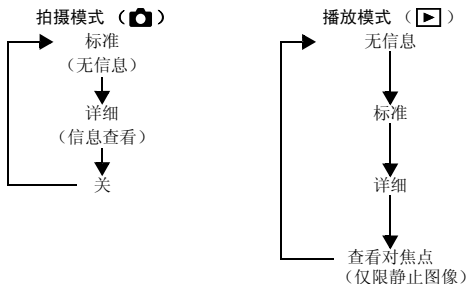 拍摄模式（）
标准
（无信息）
详细
（信息查看）
关
播放模式（）
无信息
标准
详细
查看对焦点
（仅限静止图像）